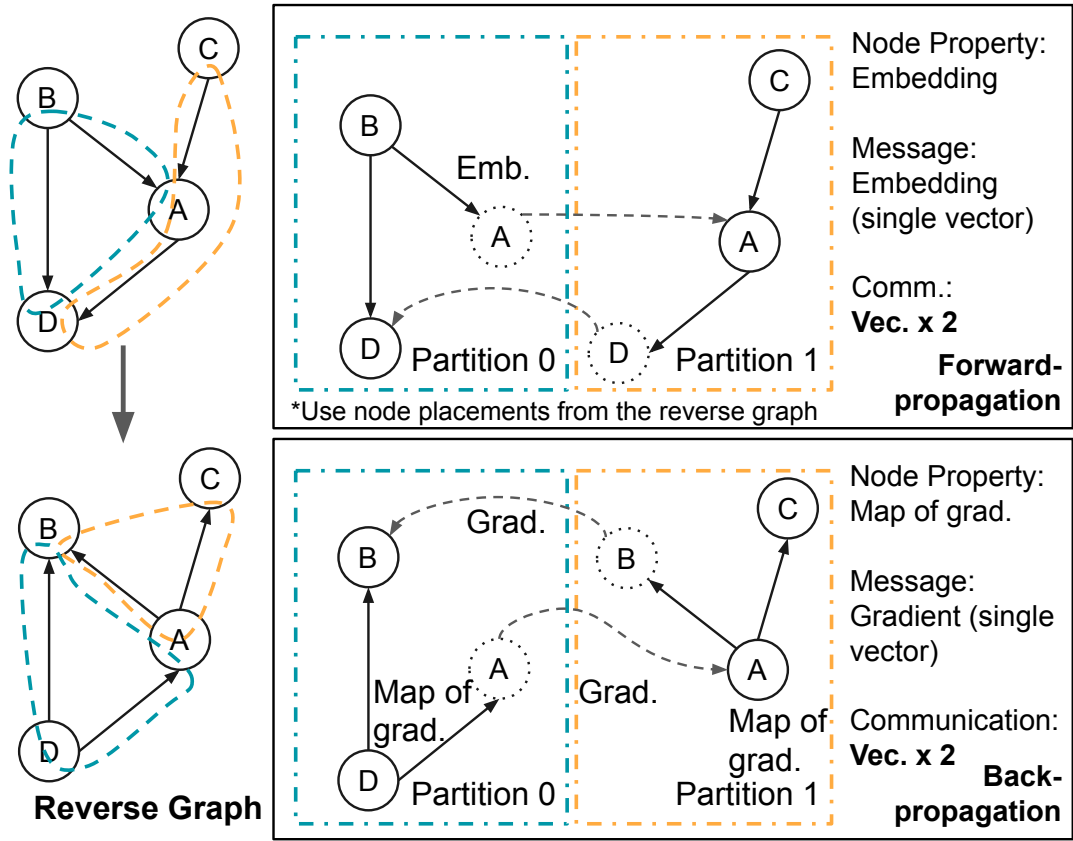 C
B
A
D
B
Emb.
A
D
Partition 0
C
A
D
Partition 1
*Use node placements from the reverse graph
Node Property:
Embedding
Message:
Embedding
(single vector)
Comm.:
Vec. x 2
Forward-
propagation
C
B
A
D
Reverse Graph
B
Grad.
A
Map of
grad.
D
Partition 0
C
B
A
Grad.
Map of
grad.
Partition 1
Node Property:
Map of grad.
Message:
Gradient (single
vector)
Communication:
Vec. x 2
Back-
propagation